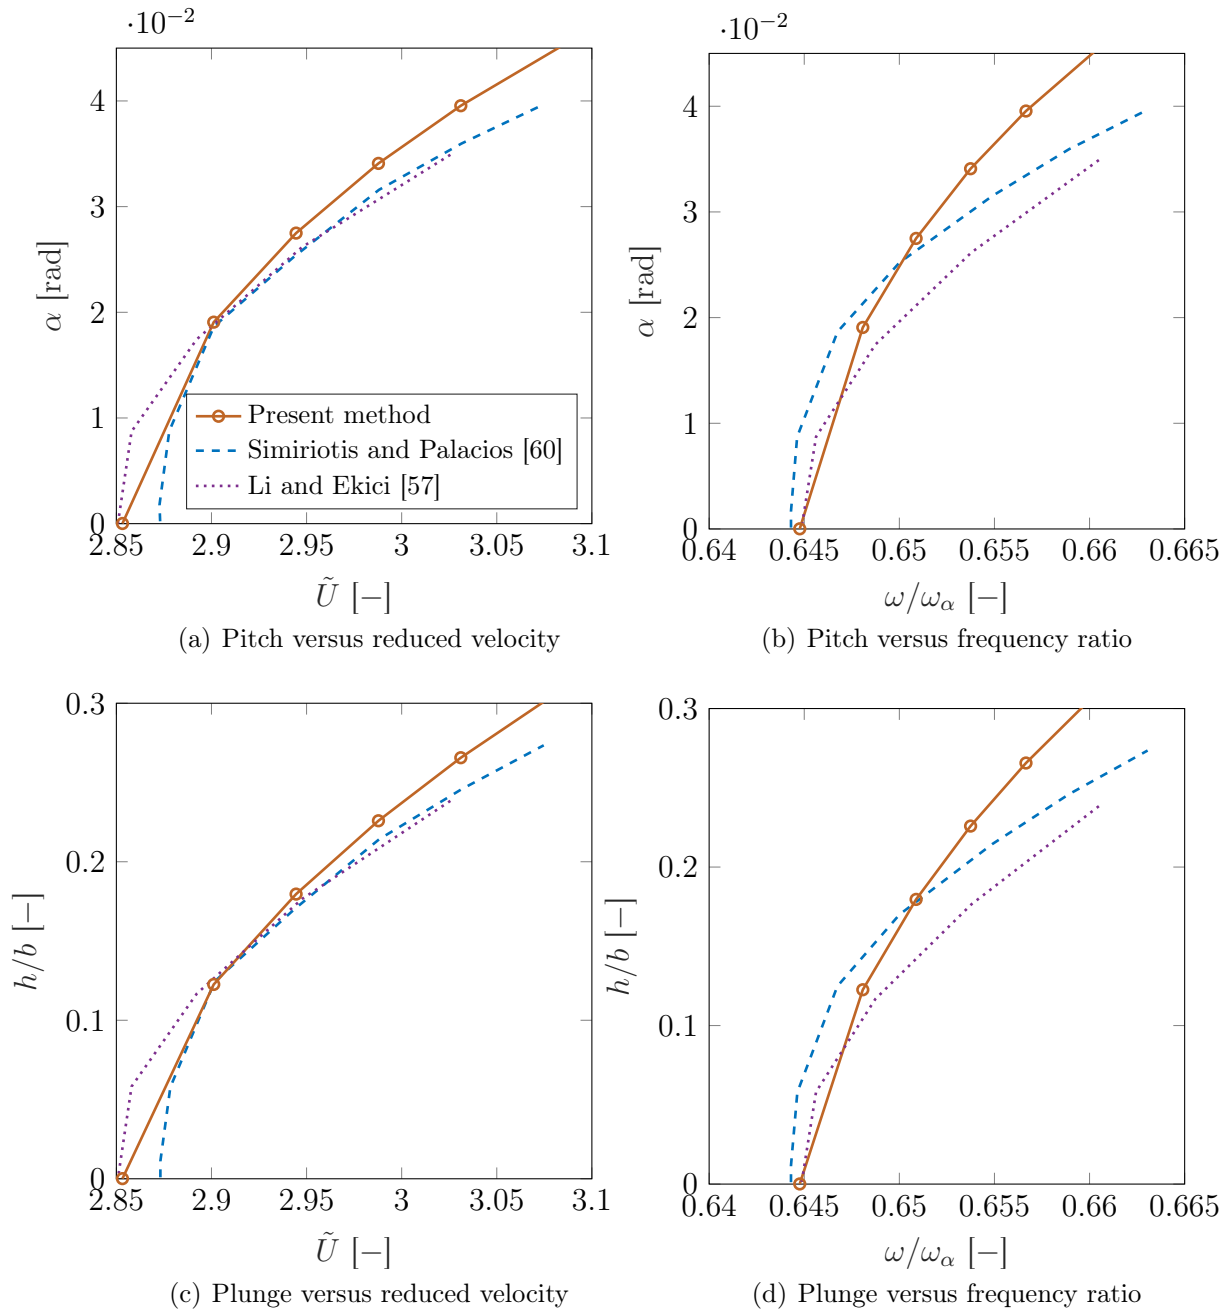 ·10−2
4
3
2
1
0
α [rad]
Present method
Simiriotis and Palacios [60]
Li and Ekici [57]
2.85 2.9 2.95 3 3.05 3.1
Ũ [−]
(a) Pitch versus reduced velocity
·10−2
4
2
0
α [rad]
0.64 0.645 0.65 0.655 0.66 0.665
ω/ωα [−]
(b) Pitch versus frequency ratio
0.3
0.2
0.1
0
h/b [−]
2.85 2.9 2.95 3 3.05 3.1
Ũ [−]
(c) Plunge versus reduced velocity
0.3
0.2
0.1
0
h/b [−]
0.64 0.645 0.65 0.655 0.66 0.665
ω/ωα [−]
(d) Plunge versus frequency ratio